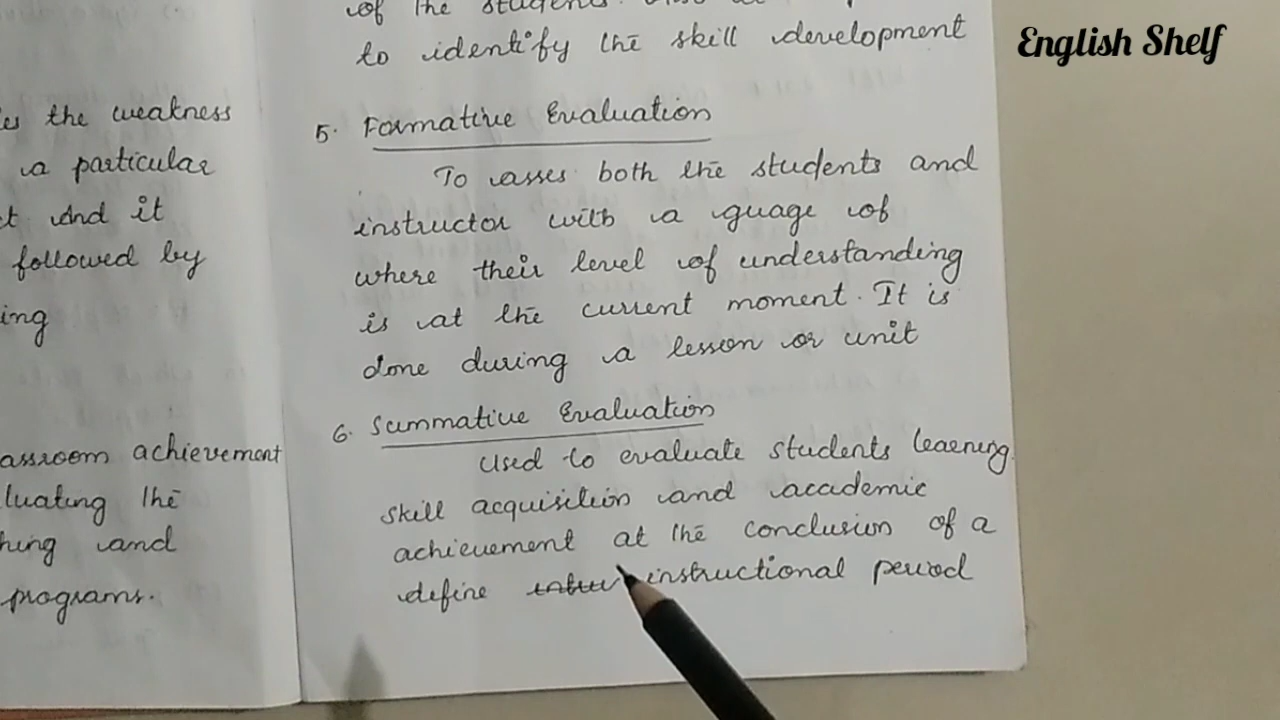 English Shelf
the weakness
a particular
t And it
followed by
ing
assroom achievement
luating the
hing and
programs.
of the students.
to identify the skill development
5. Formative Evaluation
To asses both the students and
instructor with a guage of
where their level of understanding
is at the current moment. It is
done during a lesson or unit
6. Summative Evaluation
Used to evaluate students learning
skill acquisition and academic
achievement at the conclusion of a
define instructional period